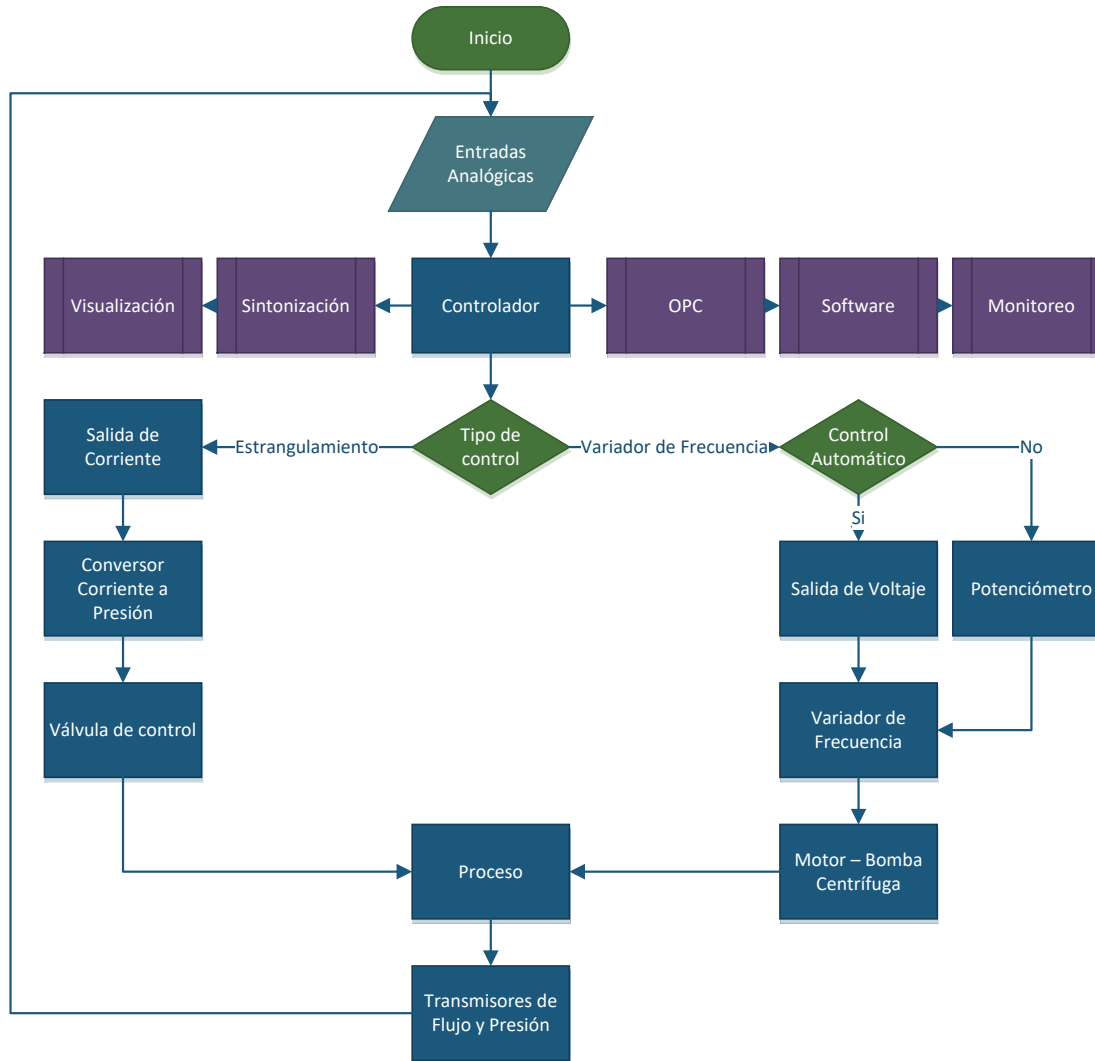 Inicio
Entradas
Analógicas
Visualización
Sintonización
Controlador
OPC
Software
Monitoreo
Salida de
Corriente
Estrangulamiento
Tipo de
control
Variador de Frecuencia
Control
Automático
No
Si
Conversor
Corriente a
Presión
Salida de Voltaje
Potenciómetro
Válvula de control
Variador de
Frecuencia
Proceso
Motor – Bomba
Centrífuga
Transmisores de
Flujo y Presión